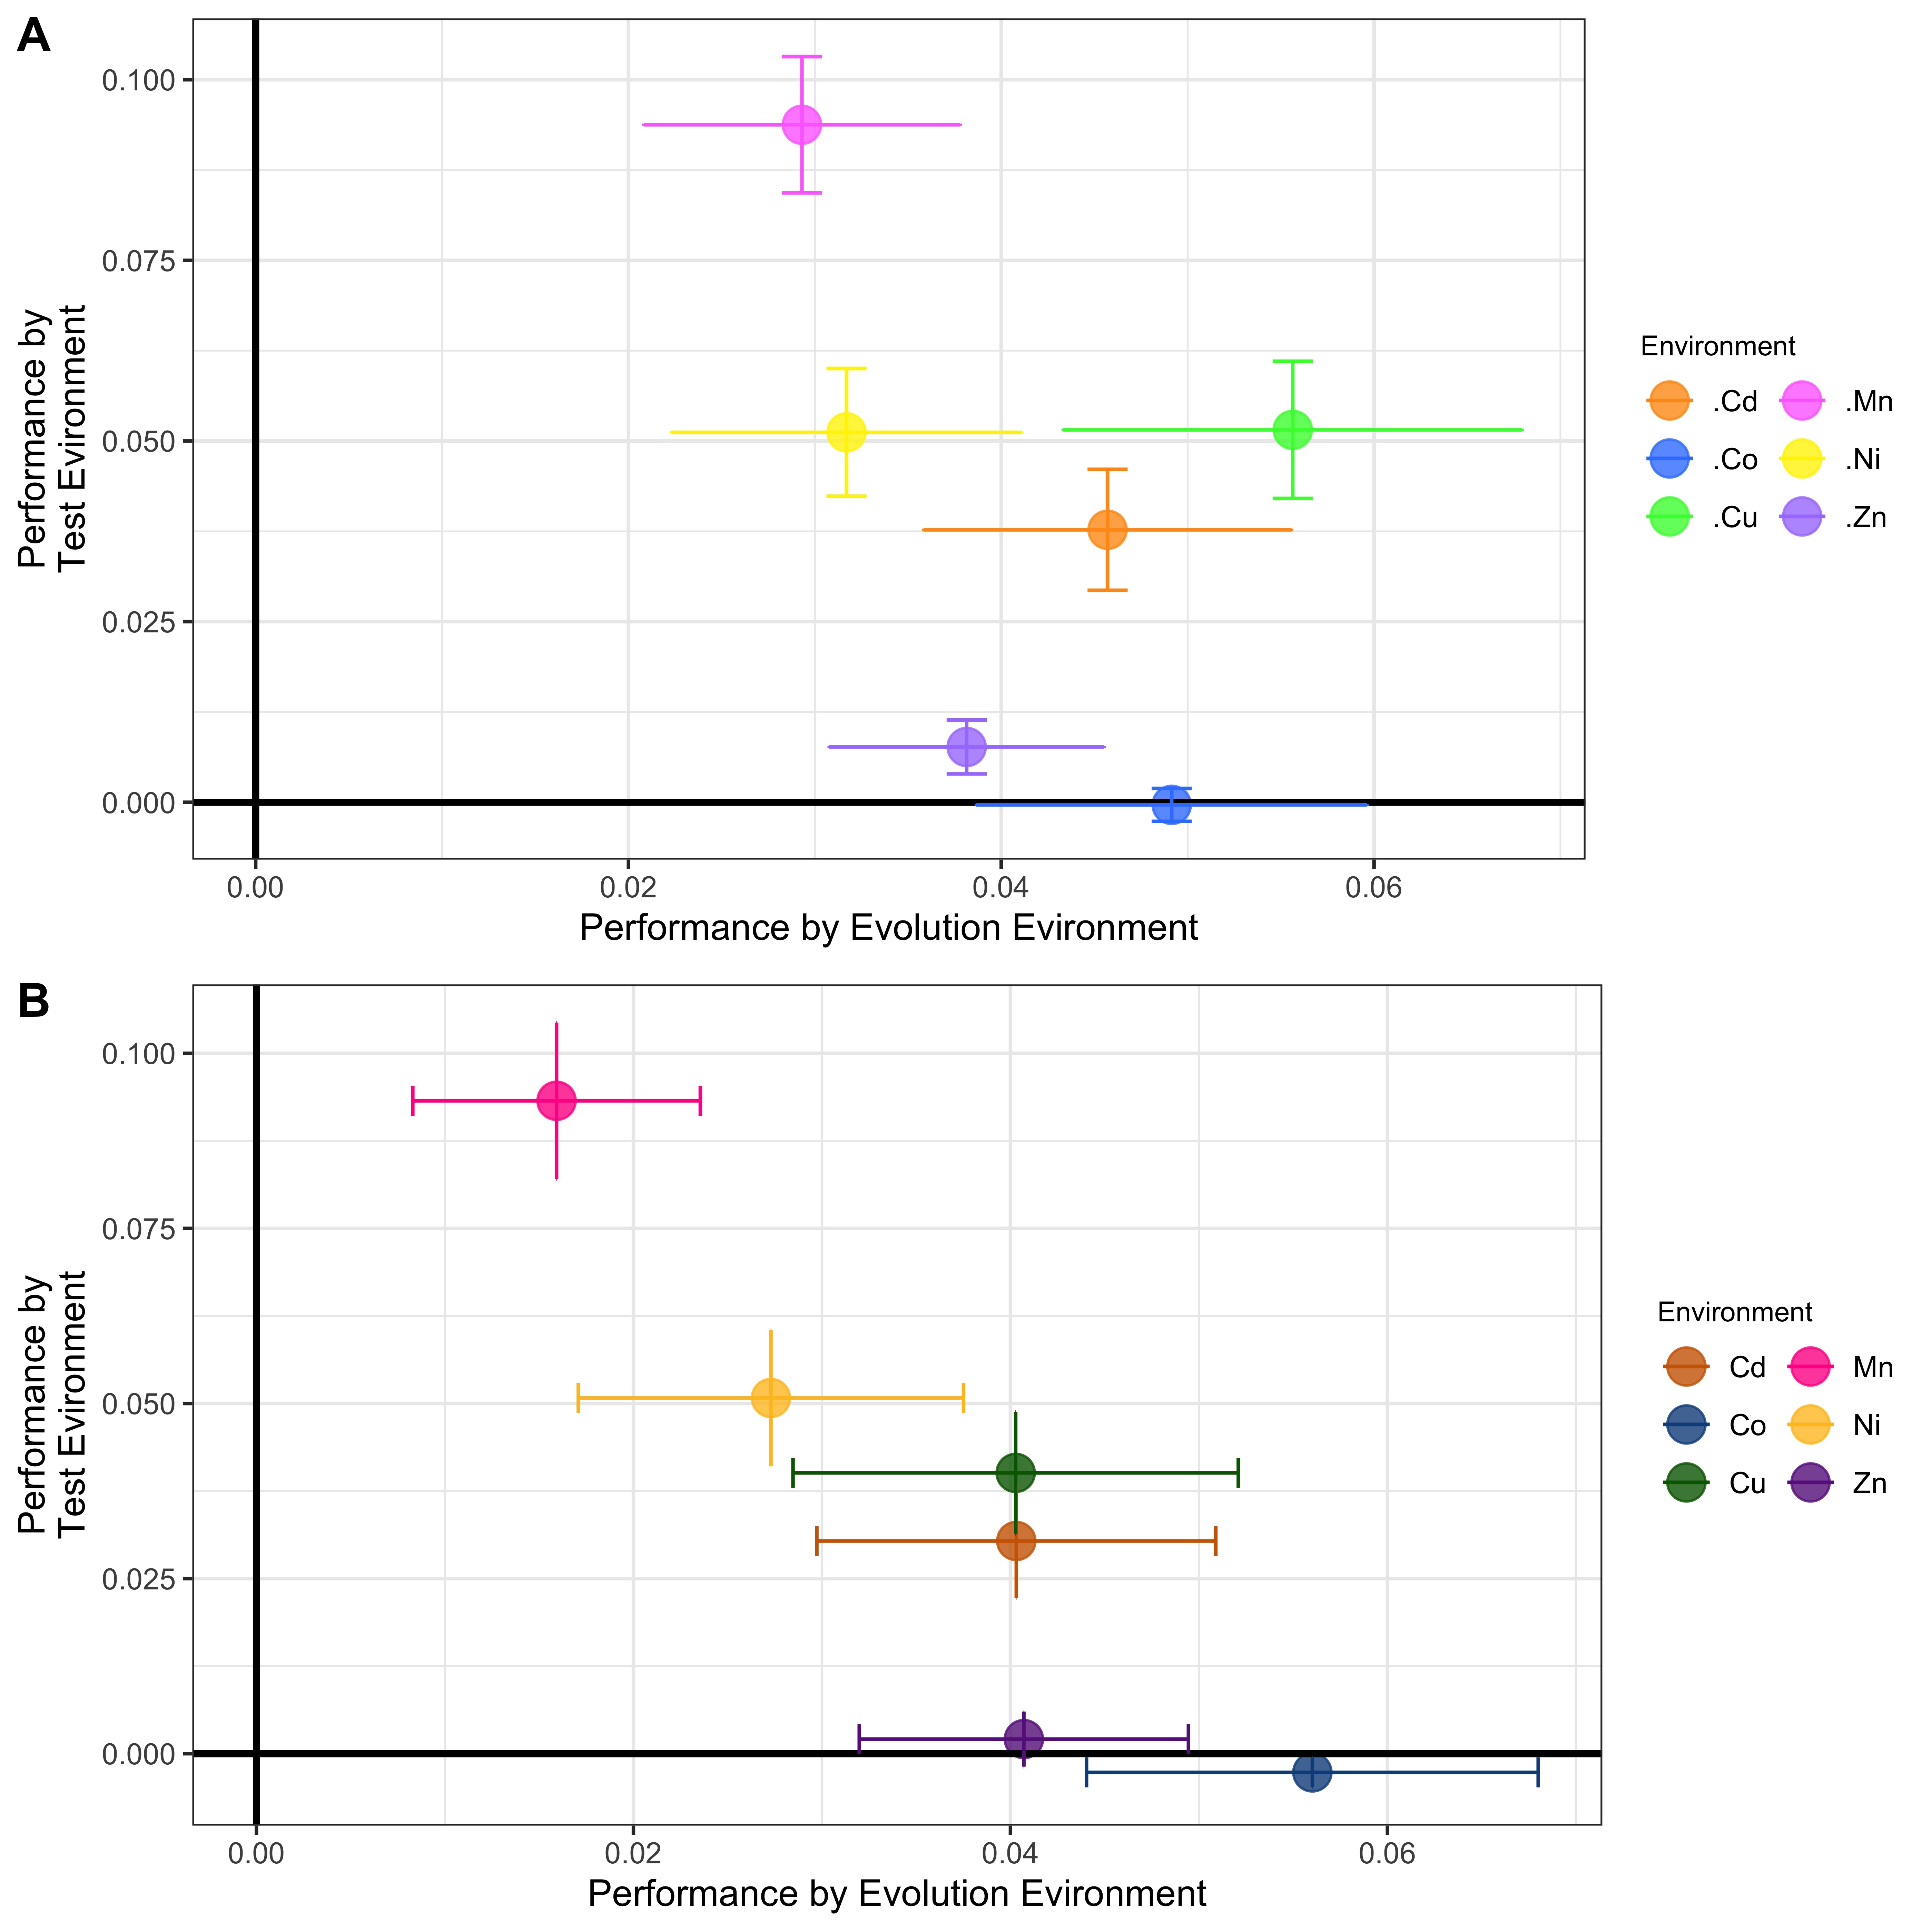 A
0.100
0.075
0.050
0.025
0.000
Performance by
Test Environment
0.00 0.02 0.04 0.06
Performance by Evolution Evironment
Environment
.Cd .Mn
.Co .Ni
.Cu .Zn
B
0.100
0.075
0.050
0.025
0.000
Performance by
Test Evironment
0.00 0.02 0.04 0.06
Performance by Evolution Evironment
Environment
Cd Mn
Co Ni
Cu Zn